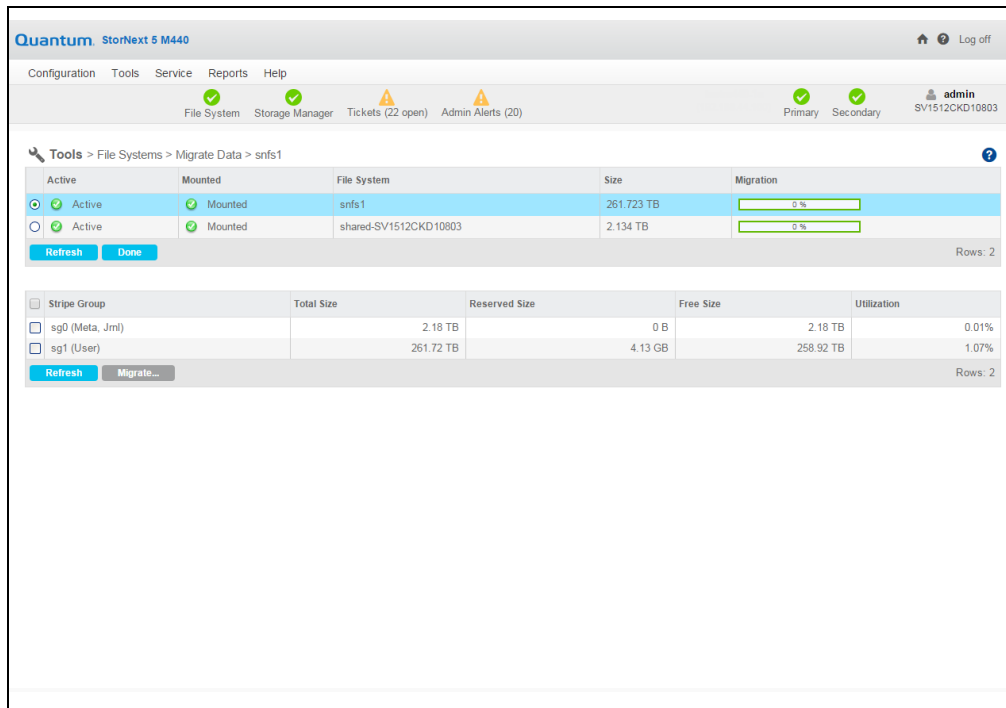 Quantum. StorNext 5 M440
Log off
Configuration Tools Service Reports Help
File System Storage Manager Tickets (22 open) Admin Alerts (20) Primary Secondary admin
SV1512CKD10803
Tools > File Systems > Migrate Data > snfs1
Active Mounted File System Size Migration
Active Mounted snfs1 261.723 TB 0 %
Active Mounted shared-SV1512CKD10803 2.134 TB 0 %
Refresh Done Rows: 2
Stripe Group Total Size Reserved Size Free Size Utilization
sg0 (Meta, Jrnl) 2.18 TB 0 B 2.18 TB 0.01%
sg1 (User) 261.72 TB 4.13 GB 258.92 TB 1.07%
Refresh Migrate... Rows: 2